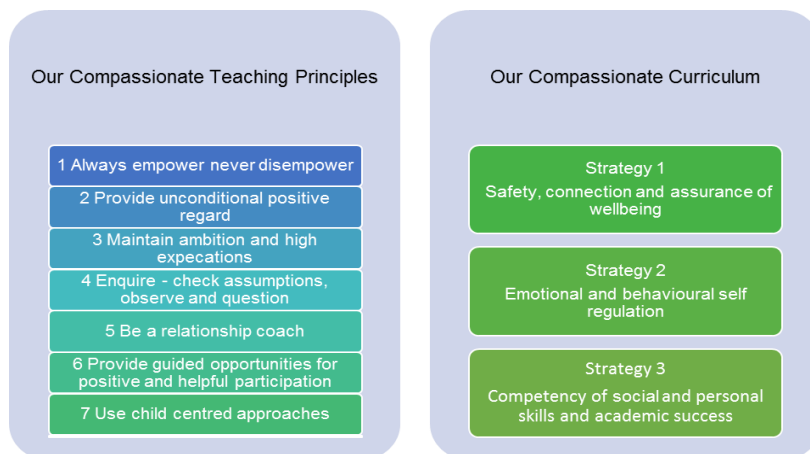 Our Compassionate Teaching Principles
1 Always empower never disempower
2 Provide unconditional positive
regard
3 Maintain ambition and high
expecations
4 Enquire - check assumptions,
observe and question
5 Be a relationship coach
6 Provide guided opportunities for
positive and helpful participation
7 Use child centred approaches
Our Compassionate Curriculum
Strategy 1
Safety, connection and assurance of
wellbeing
Strategy 2
Emotional and behavioural self
regulation
Strategy 3
Competency of social and personal
skills and academic success